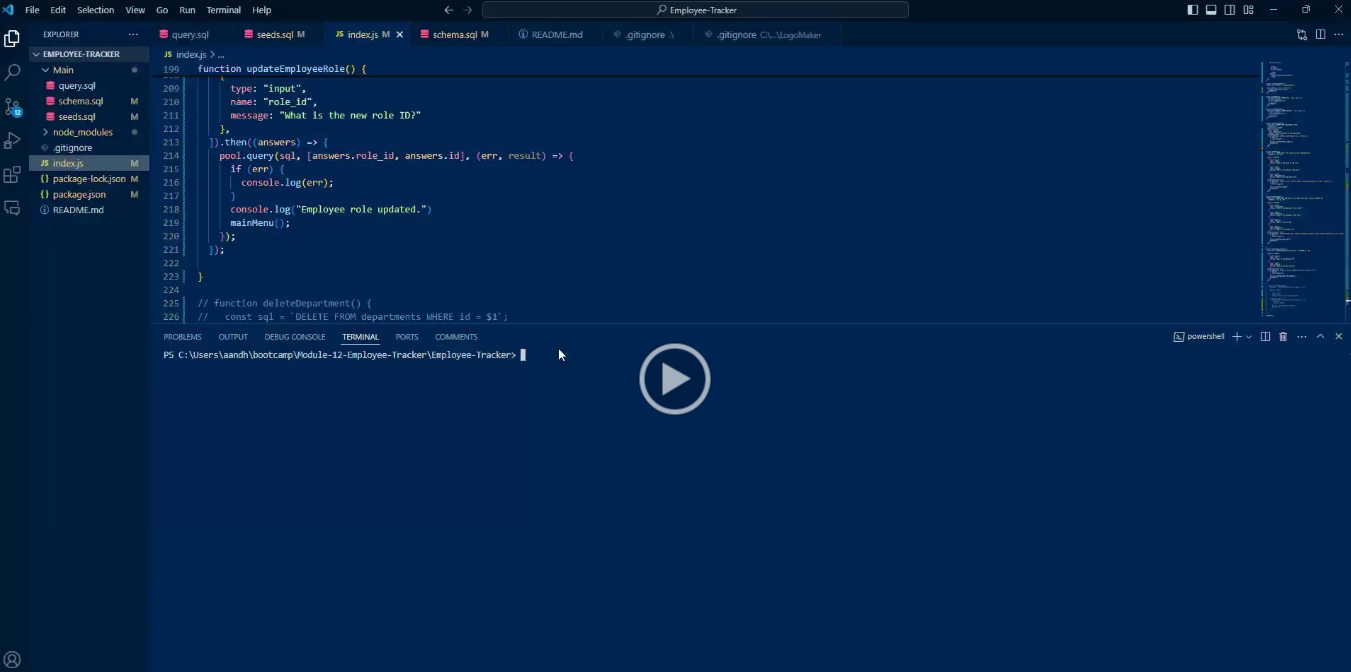 File Edit Selection View Go Run Terminal Help
Employee-Tracker
EXPLORER
query.sql seeds.sql M JS index.js M schema.sql M README.md .gitignore .\ .gitignore C:\...\LogoMaker
EMPLOYEE-TRACKER
Main
query.sql
schema.sql M
seeds.sql M
node_modules
.gitignore
JS index.js M
{} package-lock.json M
{} package.json M
README.md
JS index.js > ...
199 function updateEmployeeRole() {
209 type: "input",
210 name: "role_id",
211 message: "What is the new role ID?"
212 },
213 ]).then((answers) => {
214 pool.query(sql, [answers.role_id, answers.id], (err, result) => {
215 if (err) {
216 console.log(err);
217 }
218 console.log("Employee role updated.")
219 mainMenu();
220 });
221 });
222
223 }
224
225 // function deleteDepartment() {
226 // const sql = `DELETE FROM departments WHERE id = $1`;
PROBLEMS OUTPUT DEBUG CONSOLE TERMINAL PORTS COMMENTS
powershell
PS C:\Users\aandh\bootcamp\Module-12-Employee-Tracker\Employee-Tracker>
12